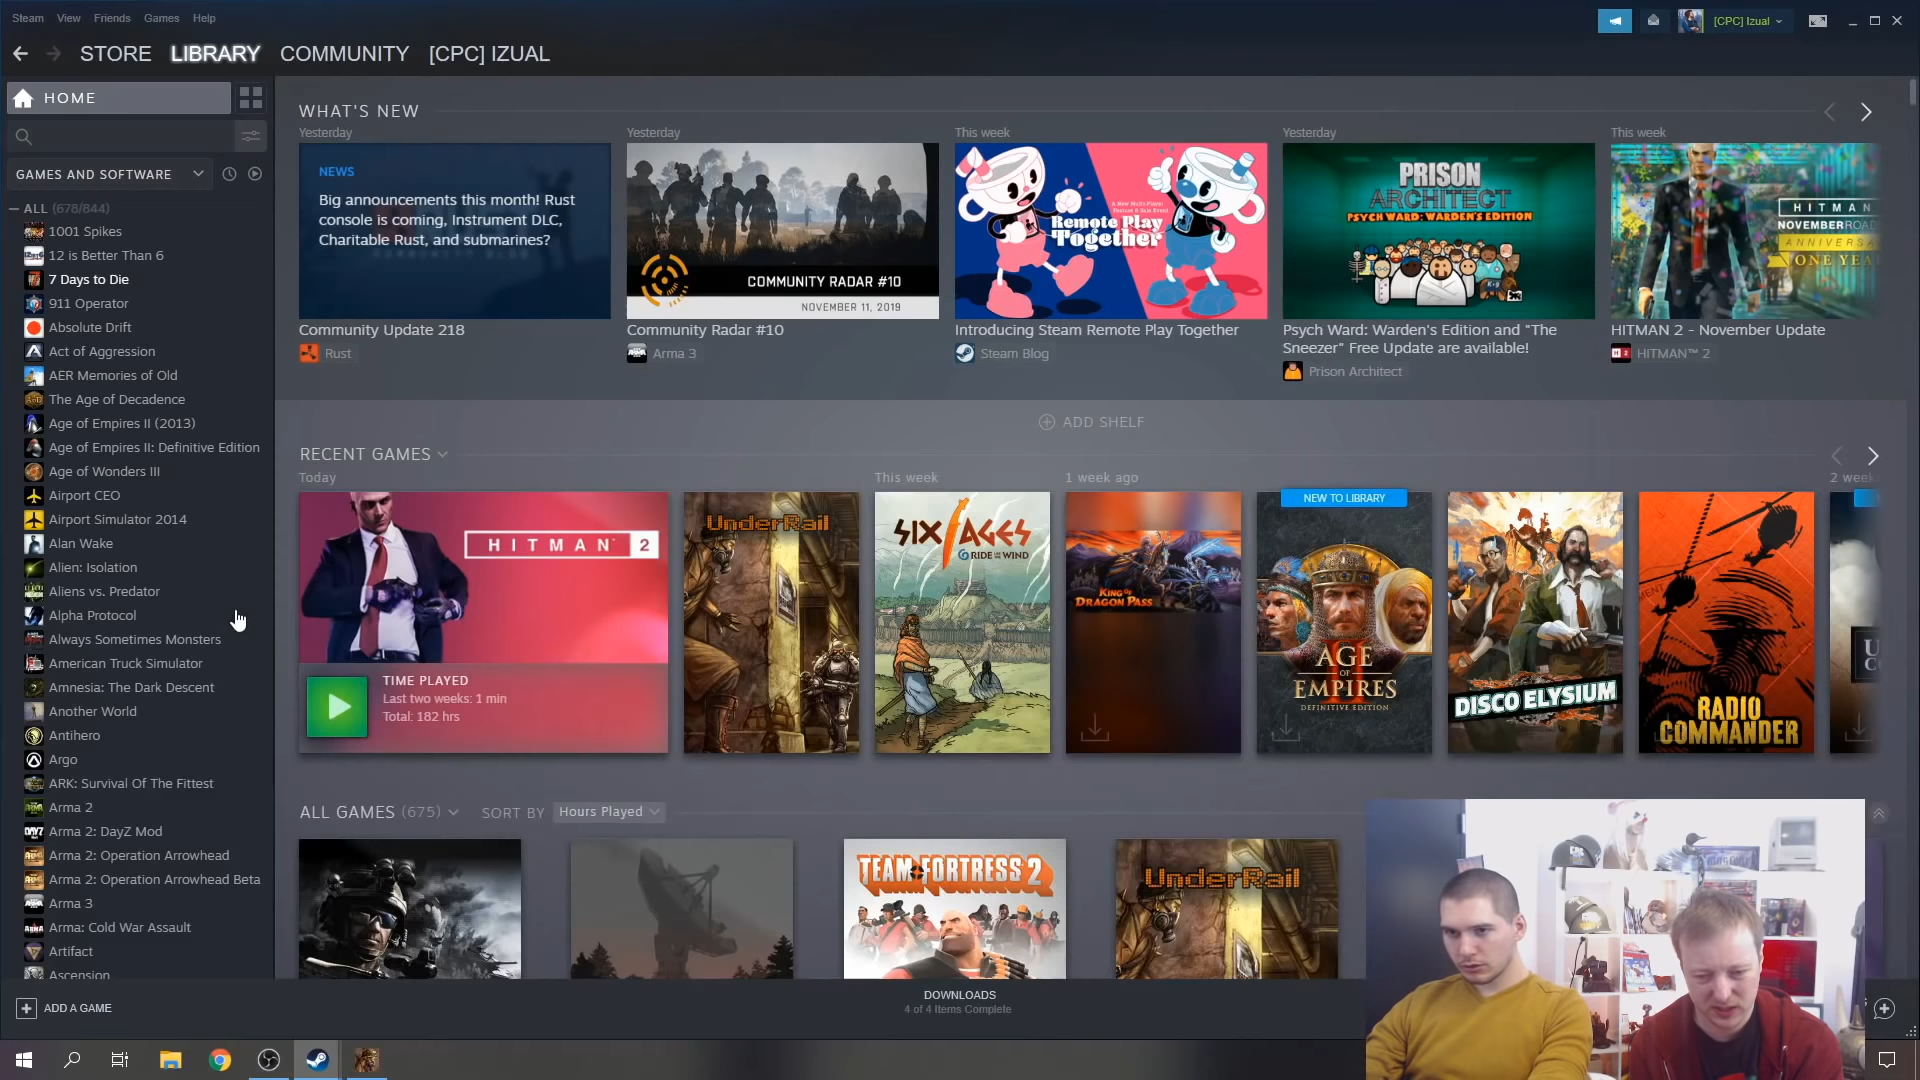 Steam View Friends Games Help
[CPC] Izual
STORE LIBRARY COMMUNITY [CPC] IZUAL
HOME
GAMES AND SOFTWARE
ALL (678/844)
1001 Spikes
12 is Better Than 6
7 Days to Die
911 Operator
Absolute Drift
Act of Aggression
AER Memories of Old
The Age of Decadence
Age of Empires II (2013)
Age of Empires II: Definitive Edition
Age of Wonders III
Airport CEO
Airport Simulator 2014
Alan Wake
Alien: Isolation
Aliens vs. Predator
Alpha Protocol
Always Sometimes Monsters
American Truck Simulator
Amnesia: The Dark Descent
Another World
Antihero
Argo
ARK: Survival Of The Fittest
Arma 2
Arma 2: DayZ Mod
Arma 2: Operation Arrowhead
Arma 2: Operation Arrowhead Beta
Arma 3
Arma: Cold War Assault
Artifact
Ascension
ADD A GAME
WHAT'S NEW
Yesterday
NEWS
Big announcements this month! Rust
console is coming, Instrument DLC,
Charitable Rust, and submarines?
Community Update 218
Rust
Yesterday
COMMUNITY RADAR #10
NOVEMBER 11, 2019
Community Radar #10
Arma 3
This week
Remote Play
Together
Introducing Steam Remote Play Together
Steam Blog
Yesterday
PRISON
ARCHITECT
PSYCH WARD: WARDEN'S EDITION
Psych Ward: Warden's Edition and "The
Sneezer" Free Update are available!
Prison Architect
This week
HITMAN
NOVEMBER ROA
ANNIVERSA
ONE YEA
HITMAN 2 - November Update
HITMAN™ 2
ADD SHELF
RECENT GAMES
Today
HITMAN 2
TIME PLAYED
Last two weeks: 1 min
Total: 182 hrs
UnderRail
This week
SIX AGES
RIDE LIKE THE WIND
1 week ago
KING OF
DRAGON PASS
NEW TO LIBRARY
AGE
OF
EMPIRES
II
DEFINITIVE EDITION
DISCO ELYSIUM
RADIO
COMMANDER
2 week
ALL GAMES (675) SORT BY Hours Played
TEAM FORTRESS 2
UnderRail
DOWNLOADS
4 of 4 Items Complete